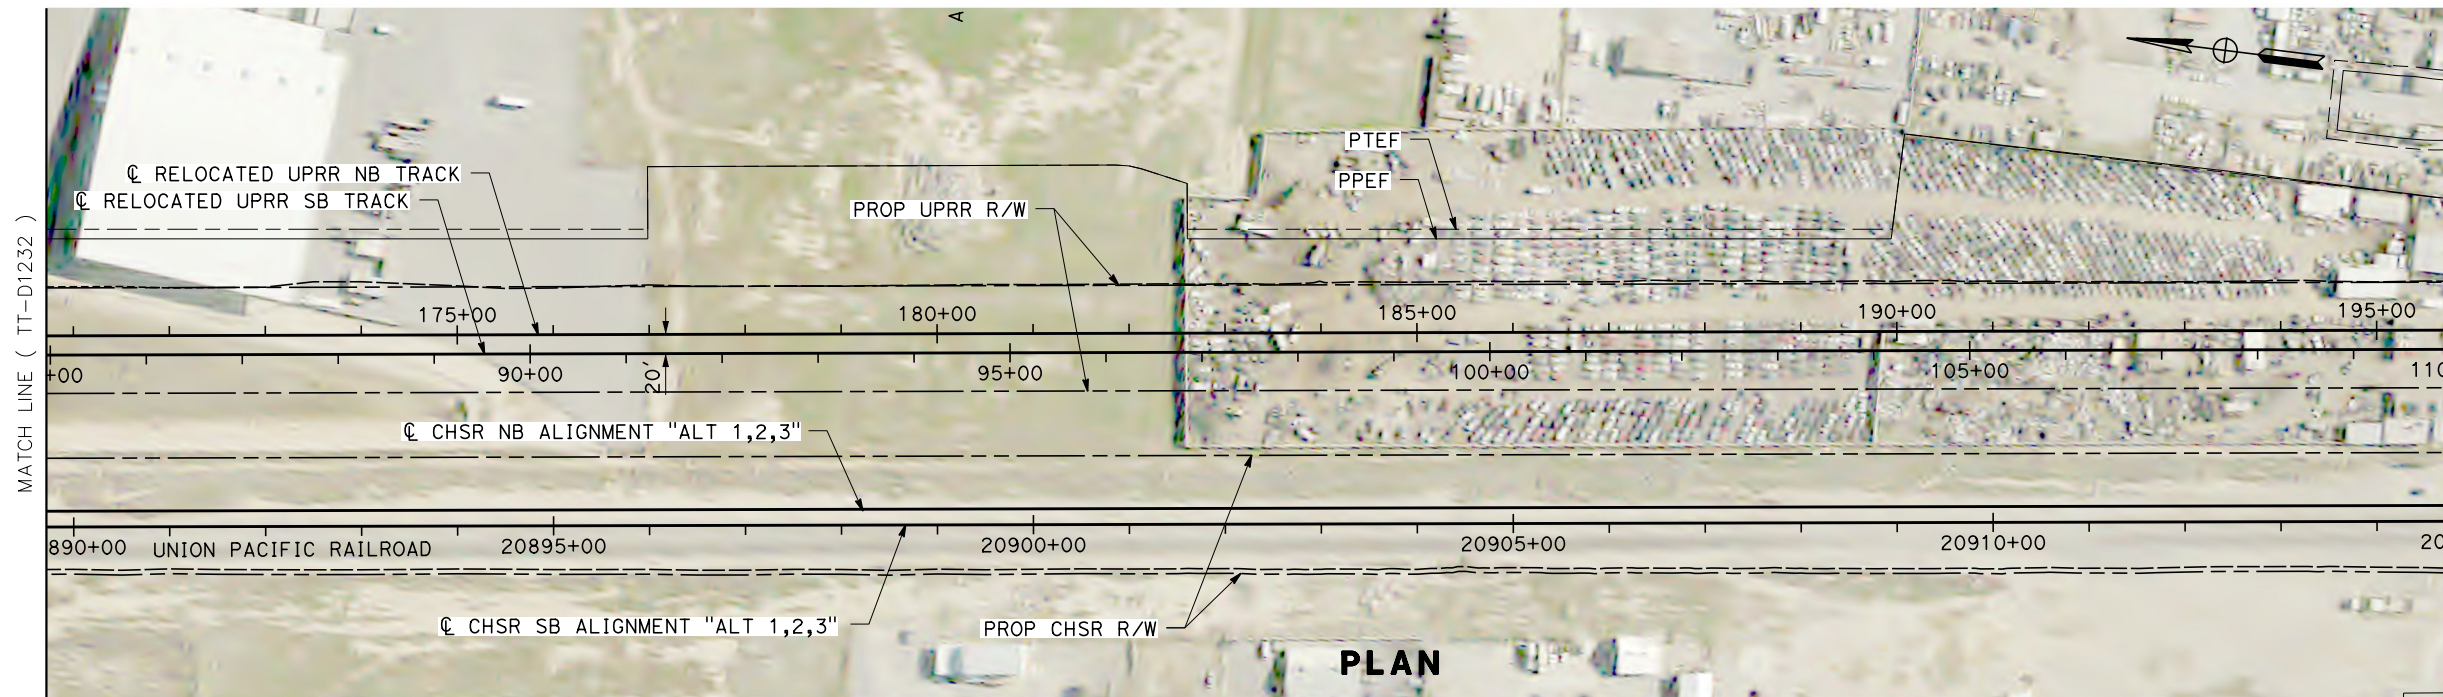 A
PTEF
PPEF
℄ RELOCATED UPRR NB TRACK
℄ RELOCATED UPRR SB TRACK
PROP UPRR R/W
MATCH LINE ( TT-D1232 )
175+00 180+00 185+00 190+00 195+00
+00 90+00 20' 95+00 100+00 105+00 110
℄ CHSR NB ALIGNMENT "ALT 1,2,3"
890+00 UNION PACIFIC RAILROAD 20895+00 20900+00 20905+00 20910+00 20
℄ CHSR SB ALIGNMENT "ALT 1,2,3"
PROP CHSR R/W
PLAN